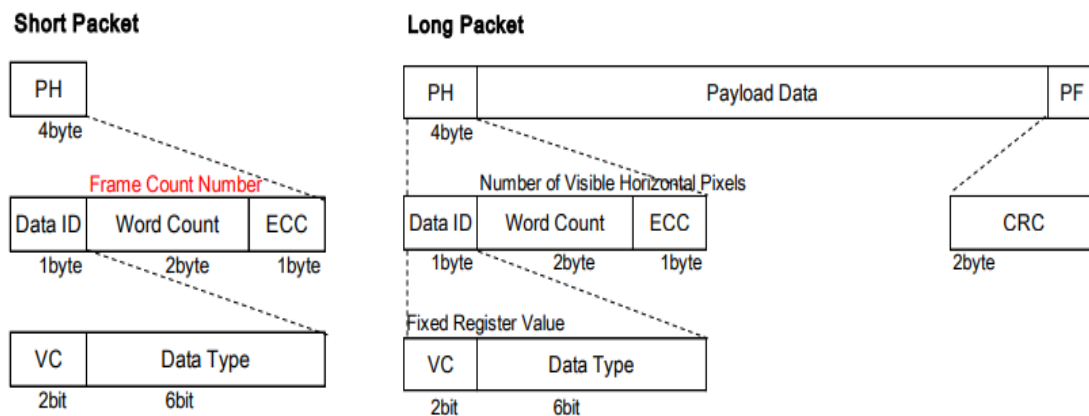 Short Packet
PH
4byte
Frame Count Number
Data ID Word Count ECC
1byte 2byte 1byte
VC Data Type
2bit 6bit
Long Packet
PH Payload Data PF
4byte
Number of Visible Horizontal Pixels
Data ID Word Count ECC CRC
1byte 2byte 1byte 2byte
Fixed Register Value
VC Data Type
2bit 6bit